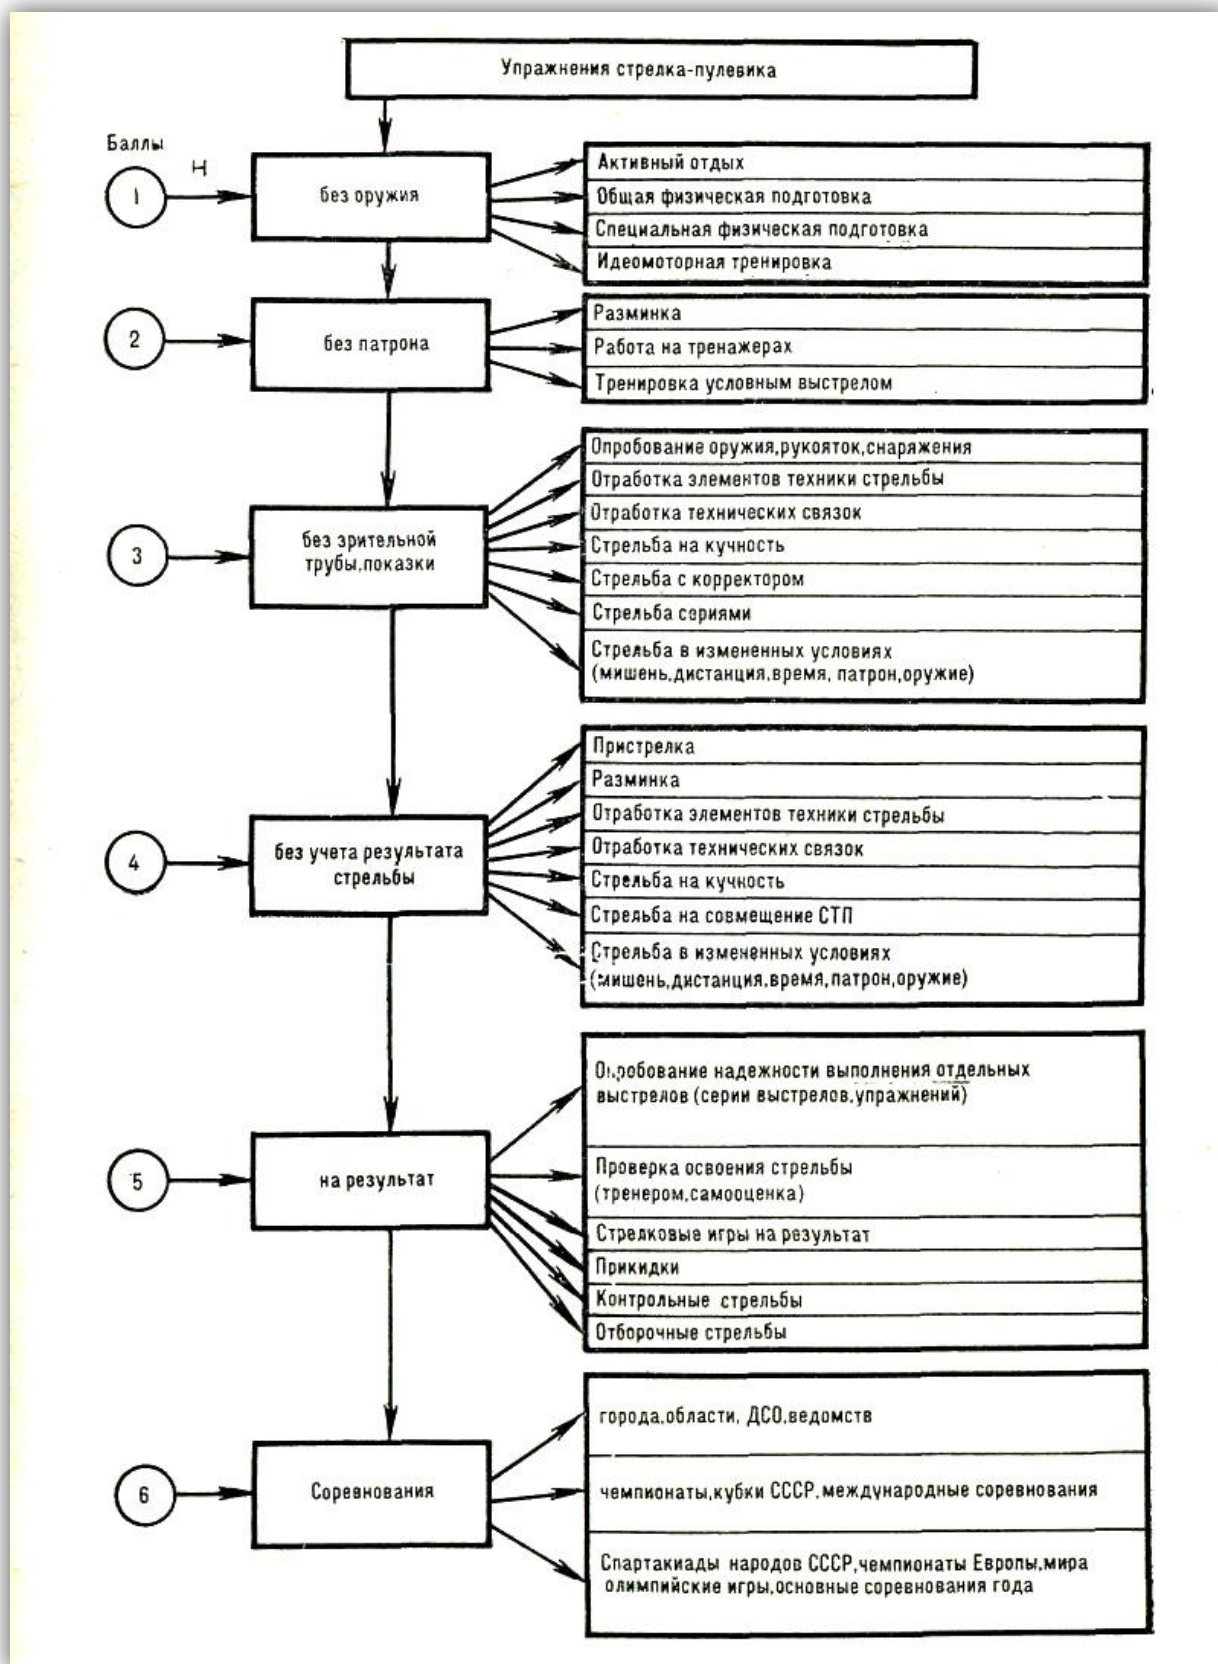 Упражнения стрелка-пулевика
Баллы
Н
1
без оружия
Активный отдых
Общая физическая подготовка
Специальная физическая подготовка
Идеомоторная тренировка
2
без патрона
Разминка
Работа на тренажерах
Тренировка условным выстрелом
3
без зрительной
трубы,показки
Опробование оружия,рукояток,снаряжения
Отработка элементов техники стрельбы
Отработка технических связок
Стрельба на кучность
Стрельба с корректором
Стрельба сериями
Стрельба в измененных условиях
(мишень,дистанция,время, патрон,оружие)
4
без учета результата
стрельбы
Пристрелка
Разминка
Отработка элементов техники стрельбы
Отработка технических связок
Стрельба на кучность
Стрельба на совмещение СТП
Стрельба в измененных условиях
(мишень,дистанция,время,патрон,оружие)
5
на результат
Опробование надежности выполнения отдельных
выстрелов (серии выстрелов,упражнений)
Проверка освоения стрельбы
(тренером,самооценка)
Стрелковые игры на результат
Прикидки
Контрольные стрельбы
Отборочные стрельбы
6
Соревнования
города,области, ДСО,ведомств
чемпионаты,кубки СССР,международные соревнования
Спартакиады народов СССР,чемпионаты Европы,мира
олимпийские игры,основные соревнования года